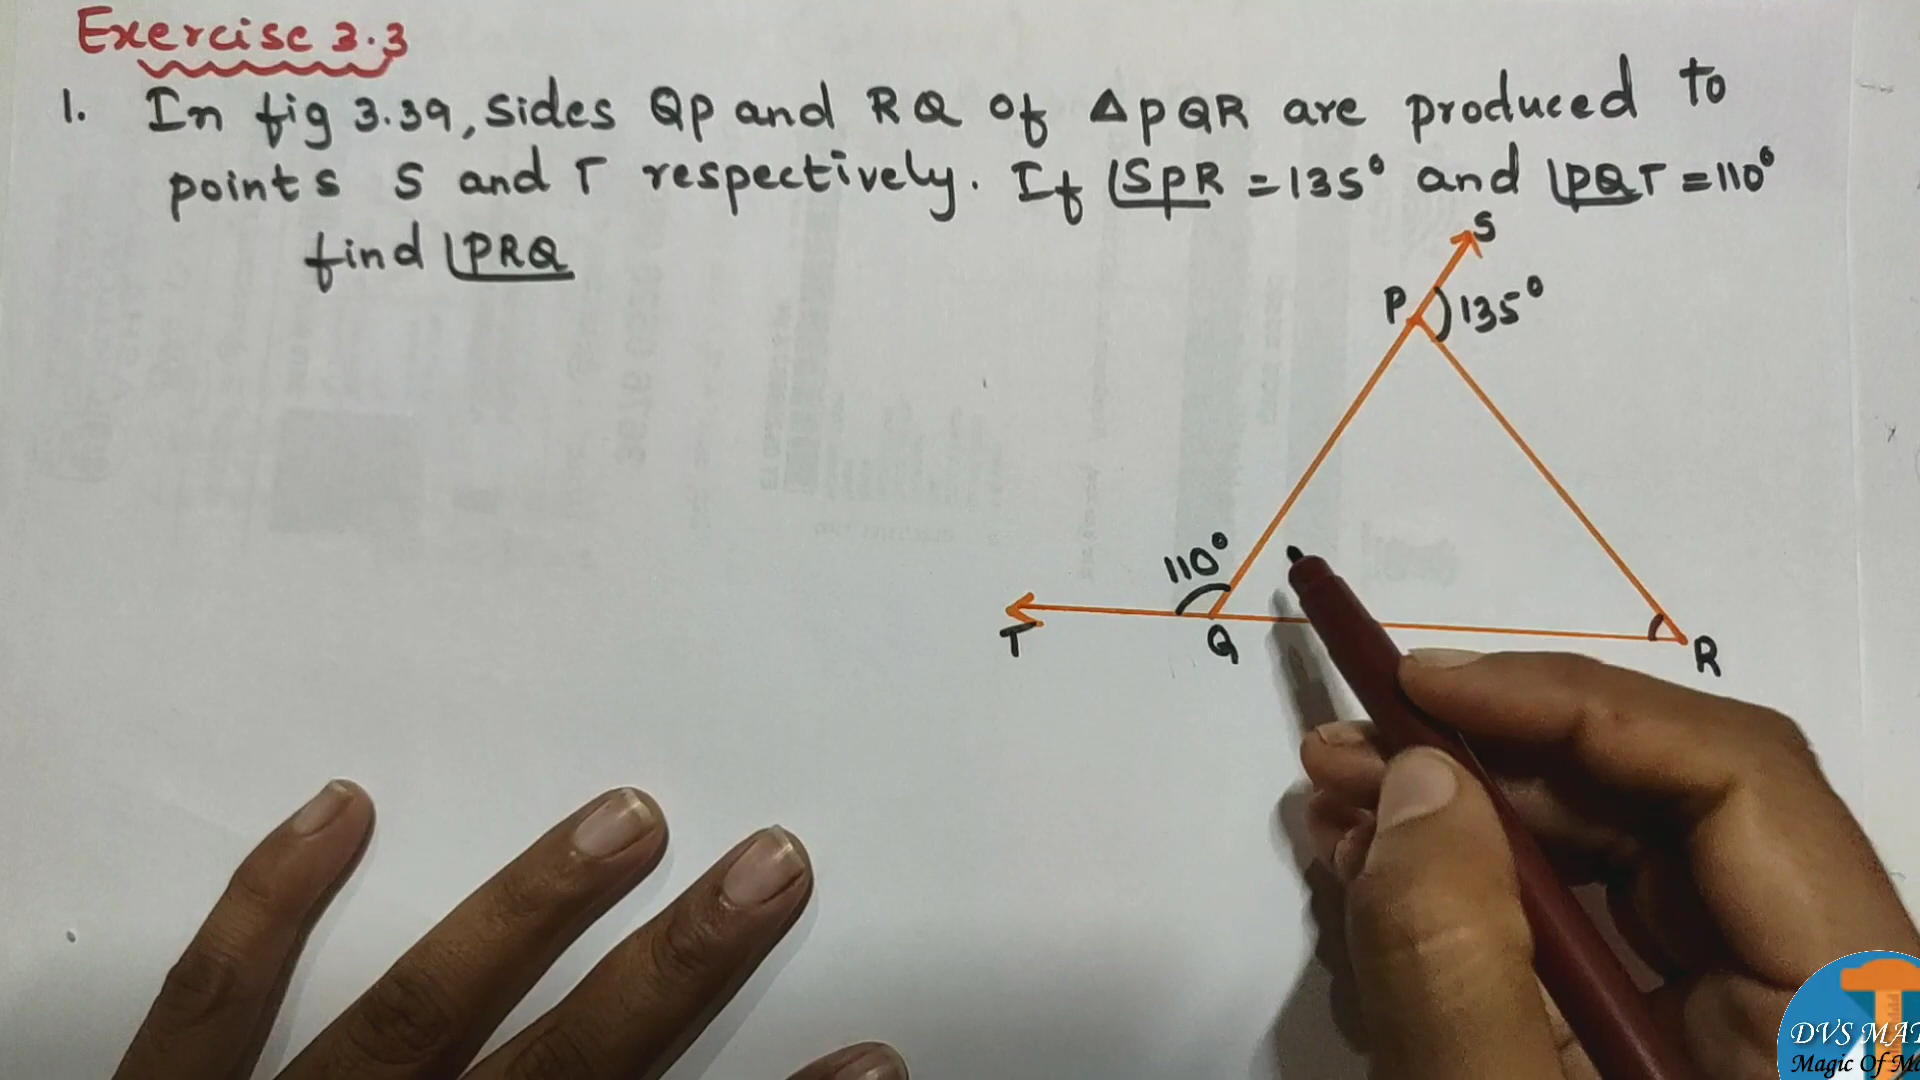 Exercise 3.3
1. In fig 3.39, sides QP and RQ of ΔPQR are produced to
points S and T respectively. If ∠SPR = 135° and ∠PQT = 110°
find ∠PRQ
S
P 135°
110°
T Q R
DVS MAT
Magic Of Ma